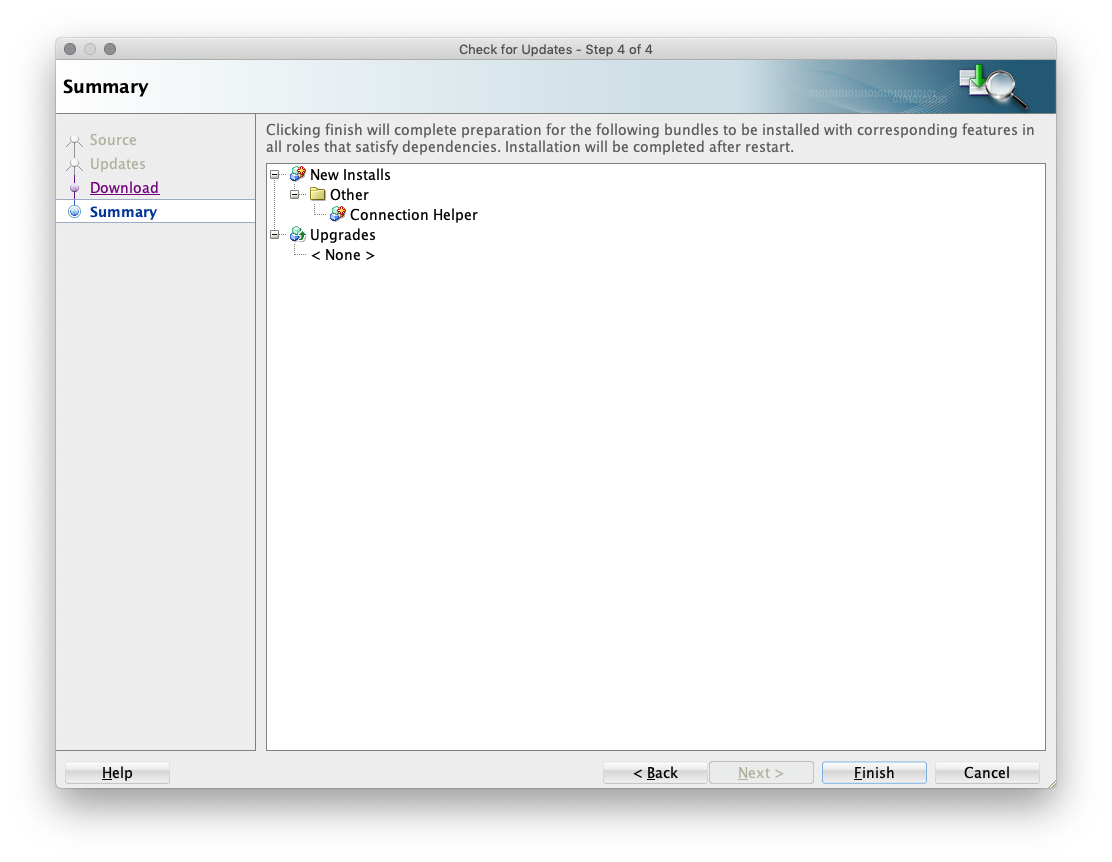 Check for Updates - Step 4 of 4
Summary
Source
Updates
Download
Summary
Clicking finish will complete preparation for the following bundles to be installed with corresponding features in
all roles that satisfy dependencies. Installation will be completed after restart.
New Installs
Other
Connection Helper
Upgrades
< None >
Help
< Back
Next >
Finish
Cancel